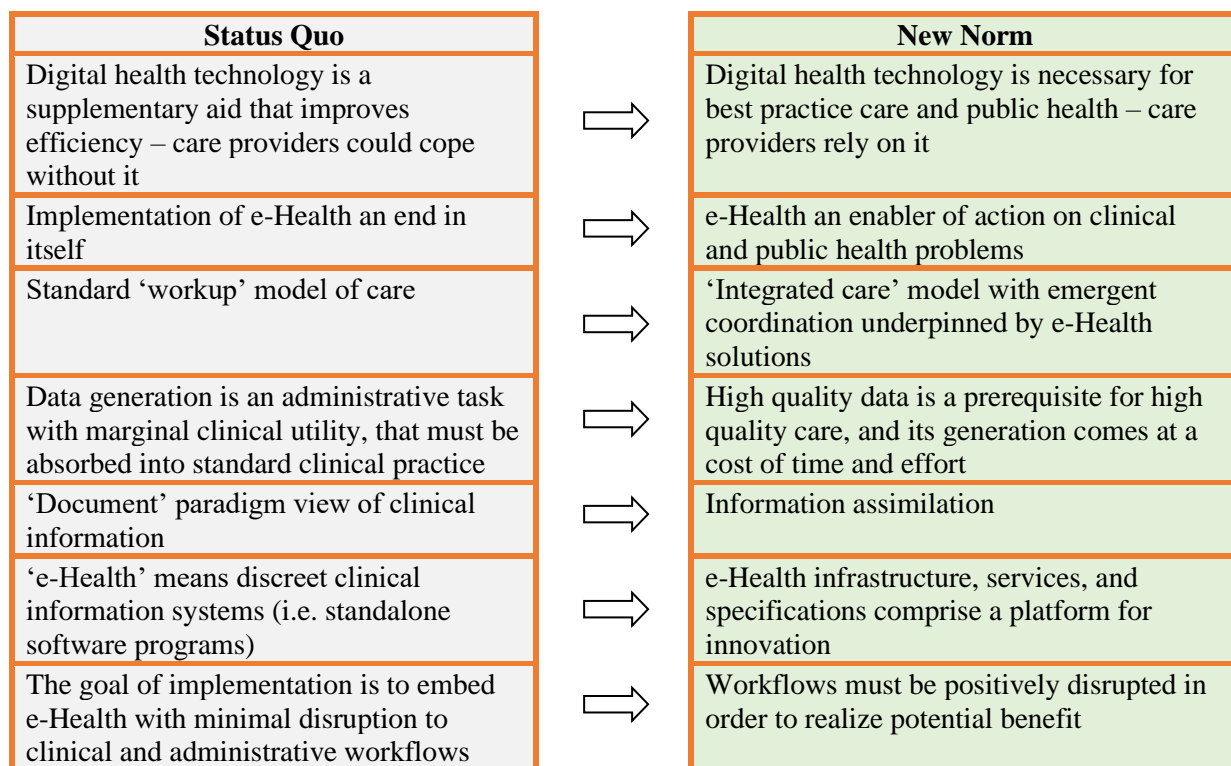 Status Quo
New Norm
Digital health technology is a
supplementary aid that improves
efficiency – care providers could cope
without it
Digital health technology is necessary for
best practice care and public health – care
providers rely on it
Implementation of e-Health an end in
itself
e-Health an enabler of action on clinical
and public health problems
Standard ‘workup’ model of care
‘Integrated care’ model with emergent
coordination underpinned by e-Health
solutions
Data generation is an administrative task
with marginal clinical utility, that must be
absorbed into standard clinical practice
High quality data is a prerequisite for high
quality care, and its generation comes at a
cost of time and effort
‘Document’ paradigm view of clinical
information
Information assimilation
‘e-Health’ means discreet clinical
information systems (i.e. standalone
software programs)
e-Health infrastructure, services, and
specifications comprise a platform for
innovation
The goal of implementation is to embed
e-Health with minimal disruption to
clinical and administrative workflows
Workflows must be positively disrupted in
order to realize potential benefit